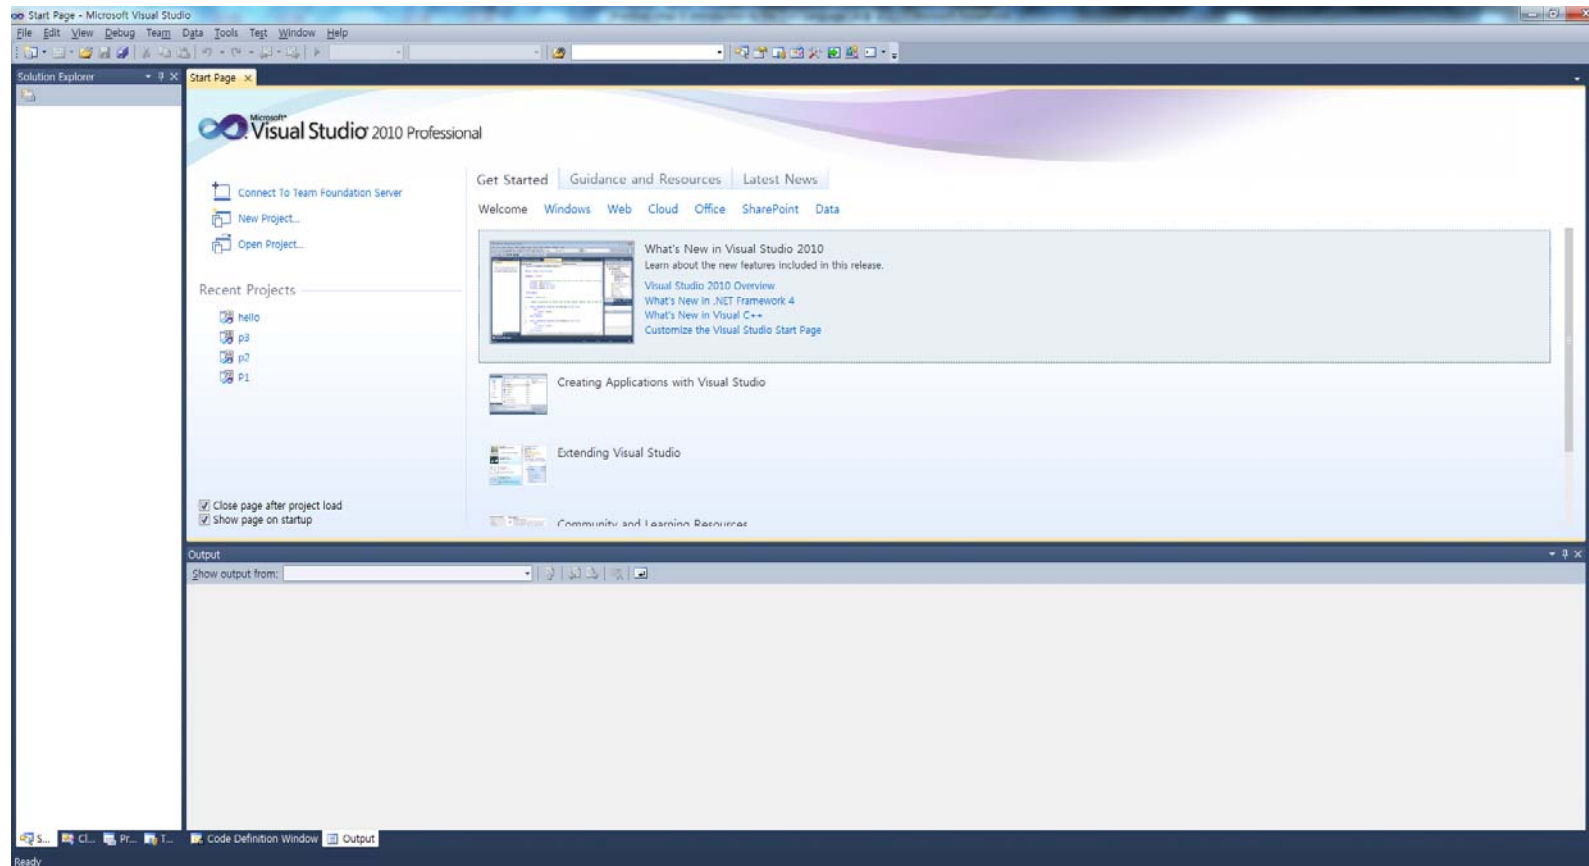 Start Page - Microsoft Visual Studio
File Edit View Debug Team Data Tools Test Window Help
Solution Explorer
Start Page
Microsoft
Visual Studio 2010 Professional
Connect To Team Foundation Server
New Project...
Open Project...
Recent Projects
hello
p3
p2
P1
Close page after project load
Show page on startup
Get Started Guidance and Resources Latest News
Welcome Windows Web Cloud Office SharePoint Data
What's New in Visual Studio 2010
Learn about the new features included in this release.
Visual Studio 2010 Overview
What's New in .NET Framework 4
What's New in Visual C++
Customize the Visual Studio Start Page
Creating Applications with Visual Studio
Extending Visual Studio
Community and Learning Resources
Output
Show output from:
S... Cl... Pr... T... Code Definition Window Output
Ready